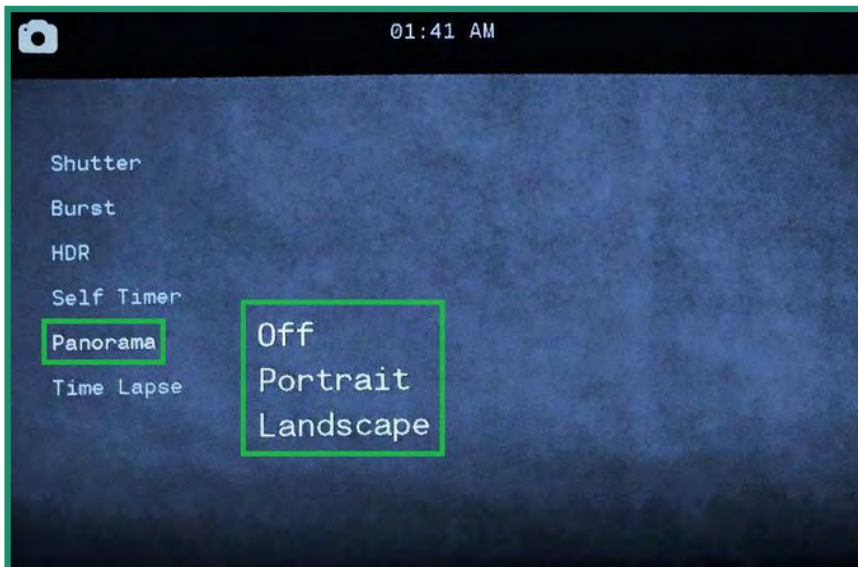 01:41 AM
Shutter
Burst
HDR
Self Timer
Panorama
Time Lapse
Off
Portrait
Landscape